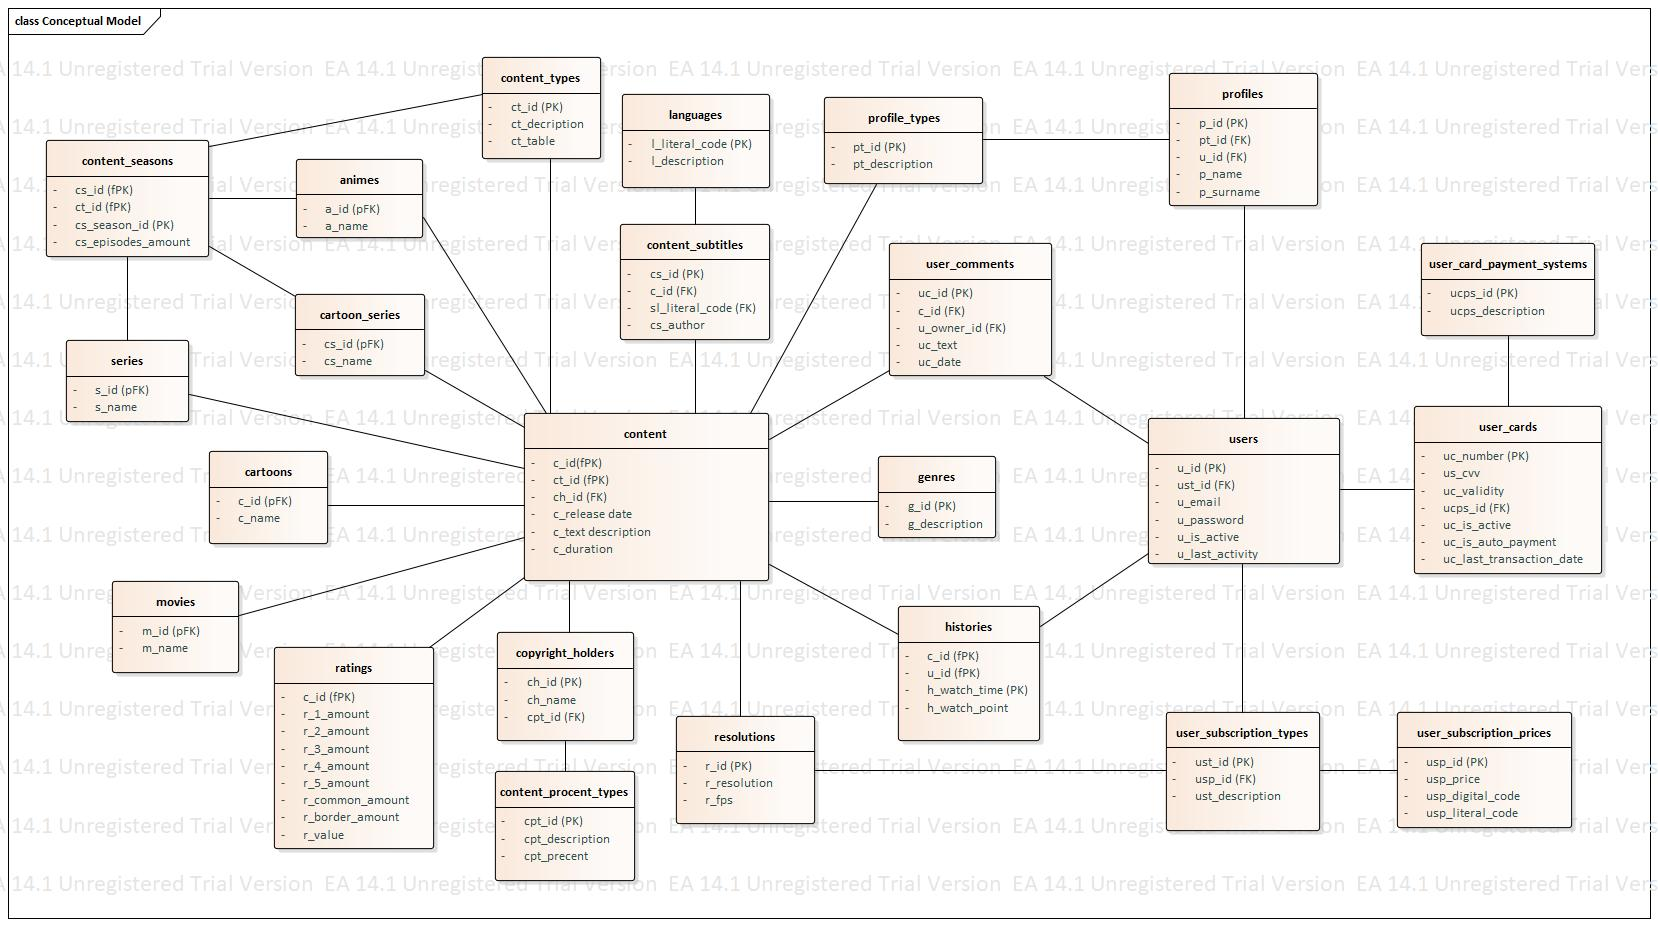 class Conceptual Model
EA 14.1 Unregistered Trial Version
content_types
- ct_id (PK)
- ct_decription
- ct_table
languages
- l_literal_code (PK)
- l_description
profile_types
- pt_id (PK)
- pt_description
profiles
- p_id (PK)
- pt_id (FK)
- u_id (FK)
- p_name
- p_surname
content_seasons
- cs_id (fPK)
- ct_id (fPK)
- cs_season_id (PK)
- cs_episodes_amount
animes
- a_id (pFK)
- a_name
content_subtitles
- cs_id (PK)
- c_id (FK)
- sl_literal_code (FK)
- cs_author
user_comments
- uc_id (PK)
- c_id (FK)
- u_owner_id (FK)
- uc_text
- uc_date
user_card_payment_systems
- ucps_id (PK)
- ucps_description
cartoon_series
- cs_id (pFK)
- cs_name
series
- s_id (pFK)
- s_name
content
- c_id(fPK)
- ct_id (fPK)
- ch_id (FK)
- c_release date
- c_text description
- c_duration
users
- u_id (PK)
- ust_id (FK)
- u_email
- u_password
- u_is_active
- u_last_activity
user_cards
- uc_number (PK)
- us_cvv
- uc_validity
- ucps_id (FK)
- uc_is_active
- uc_is_auto_payment
- uc_last_transaction_date
cartoons
- c_id (pFK)
- c_name
genres
- g_id (PK)
- g_description
movies
- m_id (pFK)
- m_name
ratings
- c_id (fPK)
- r_1_amount
- r_2_amount
- r_3_amount
- r_4_amount
- r_5_amount
- r_common_amount
- r_border_amount
- r_value
copyright_holders
- ch_id (PK)
- ch_name
- cpt_id (FK)
histories
- c_id (fPK)
- u_id (fPK)
- h_watch_time (PK)
- h_watch_point
resolutions
- r_id (PK)
- r_resolution
- r_fps
user_subscription_types
- ust_id (PK)
- usp_id (FK)
- ust_description
user_subscription_prices
- usp_id (PK)
- usp_price
- usp_digital_code
- usp_literal_code
content_procent_types
- cpt_id (PK)
- cpt_description
- cpt_precent